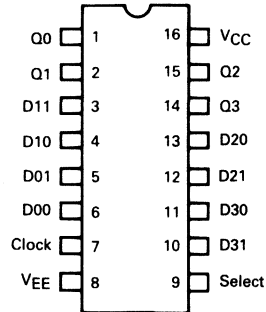 Q0 1 16 VCC
Q1 2 15 Q2
D11 3 14 Q3
D10 4 13 D20
D01 5 12 D21
D00 6 11 D30
Clock 7 10 D31
VEE 8 9 Select